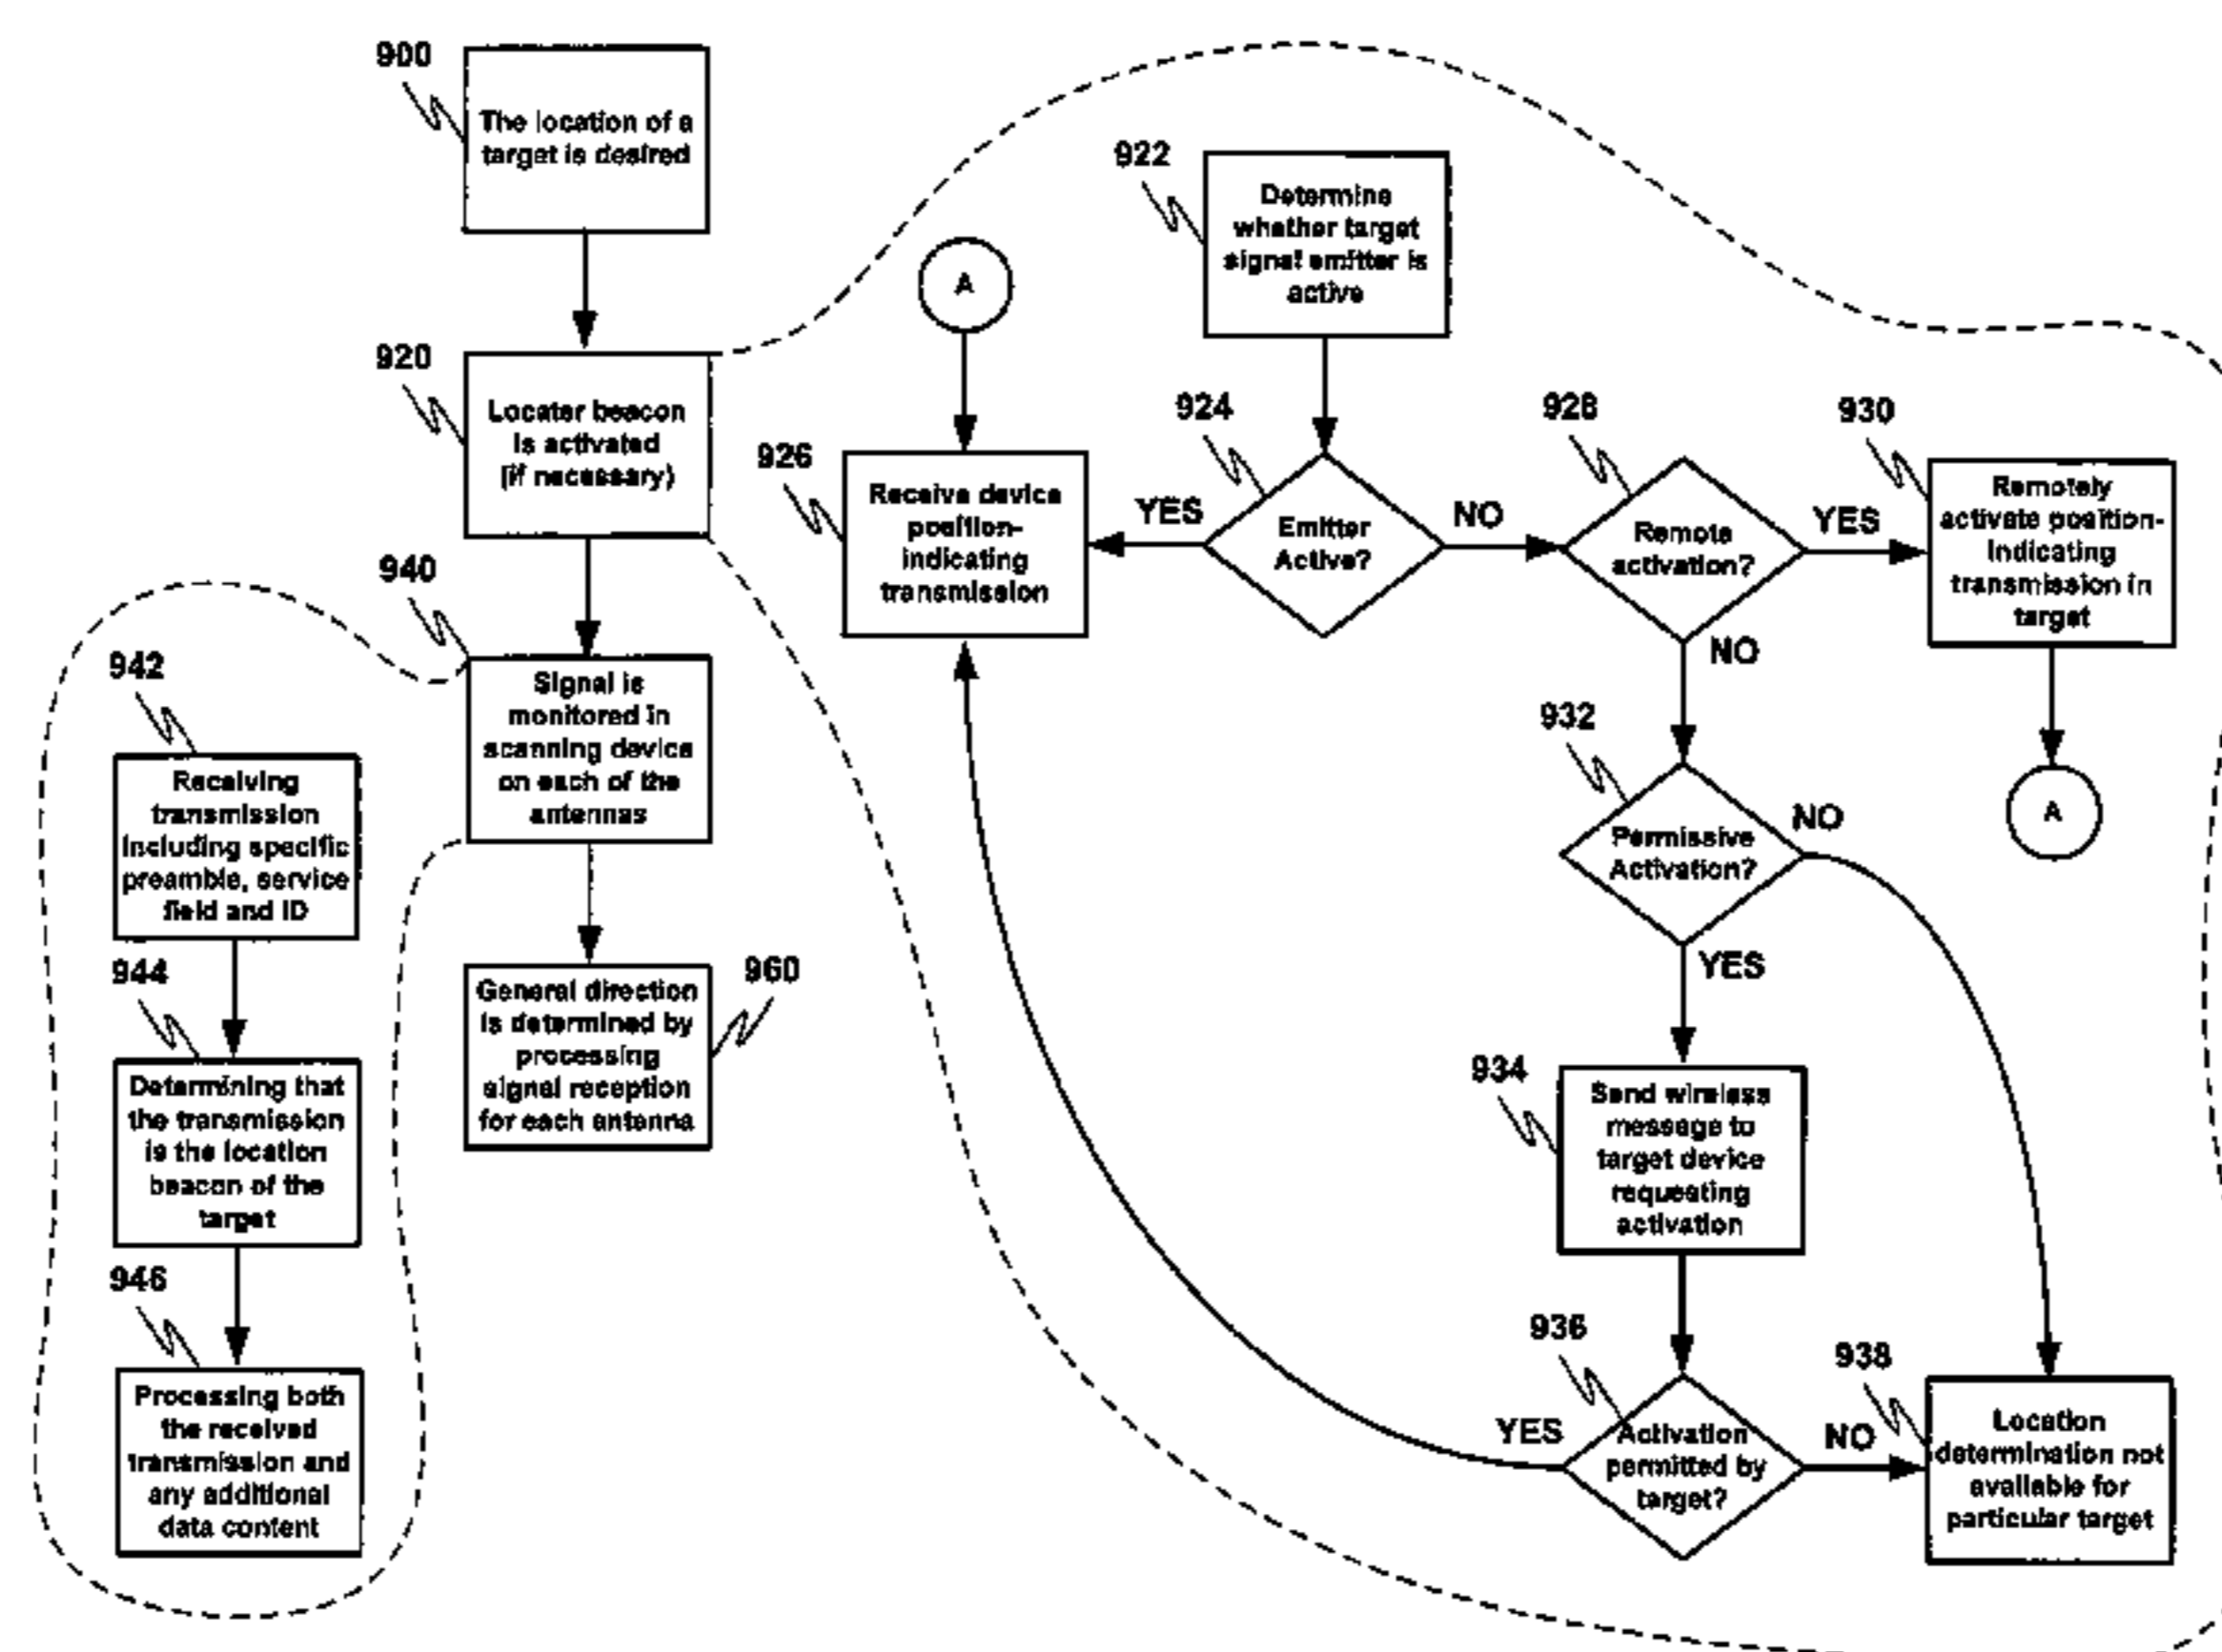 900
The location of a
target is desired
920
Locater beacon
is activated
(if necessary)
940
Signal is
monitored in
scanning device
on each of the
antennas
960
General direction
is determined by
processing
signal reception
for each antenna
942
Receiving
transmission
including specific
preamble, service
field and ID
944
Determining that
the transmission
is the location
beacon of the
target
946
Processing both
the received
transmission and
any additional
data content
A
922
Determine
whether target
signal emitter is
active
926
Receive device
position-
indicating
transmission
YES
924
Emitter
Active?
NO
928
Remote
activation?
YES
930
Remotely
activate position-
indicating
transmission in
target
A
NO
932
Permissive
Activation?
NO
YES
934
Send wireless
message to
target device
requesting
activation
936
Activation
permitted by
target?
YES
NO
938
Location
determination not
available for
particular target